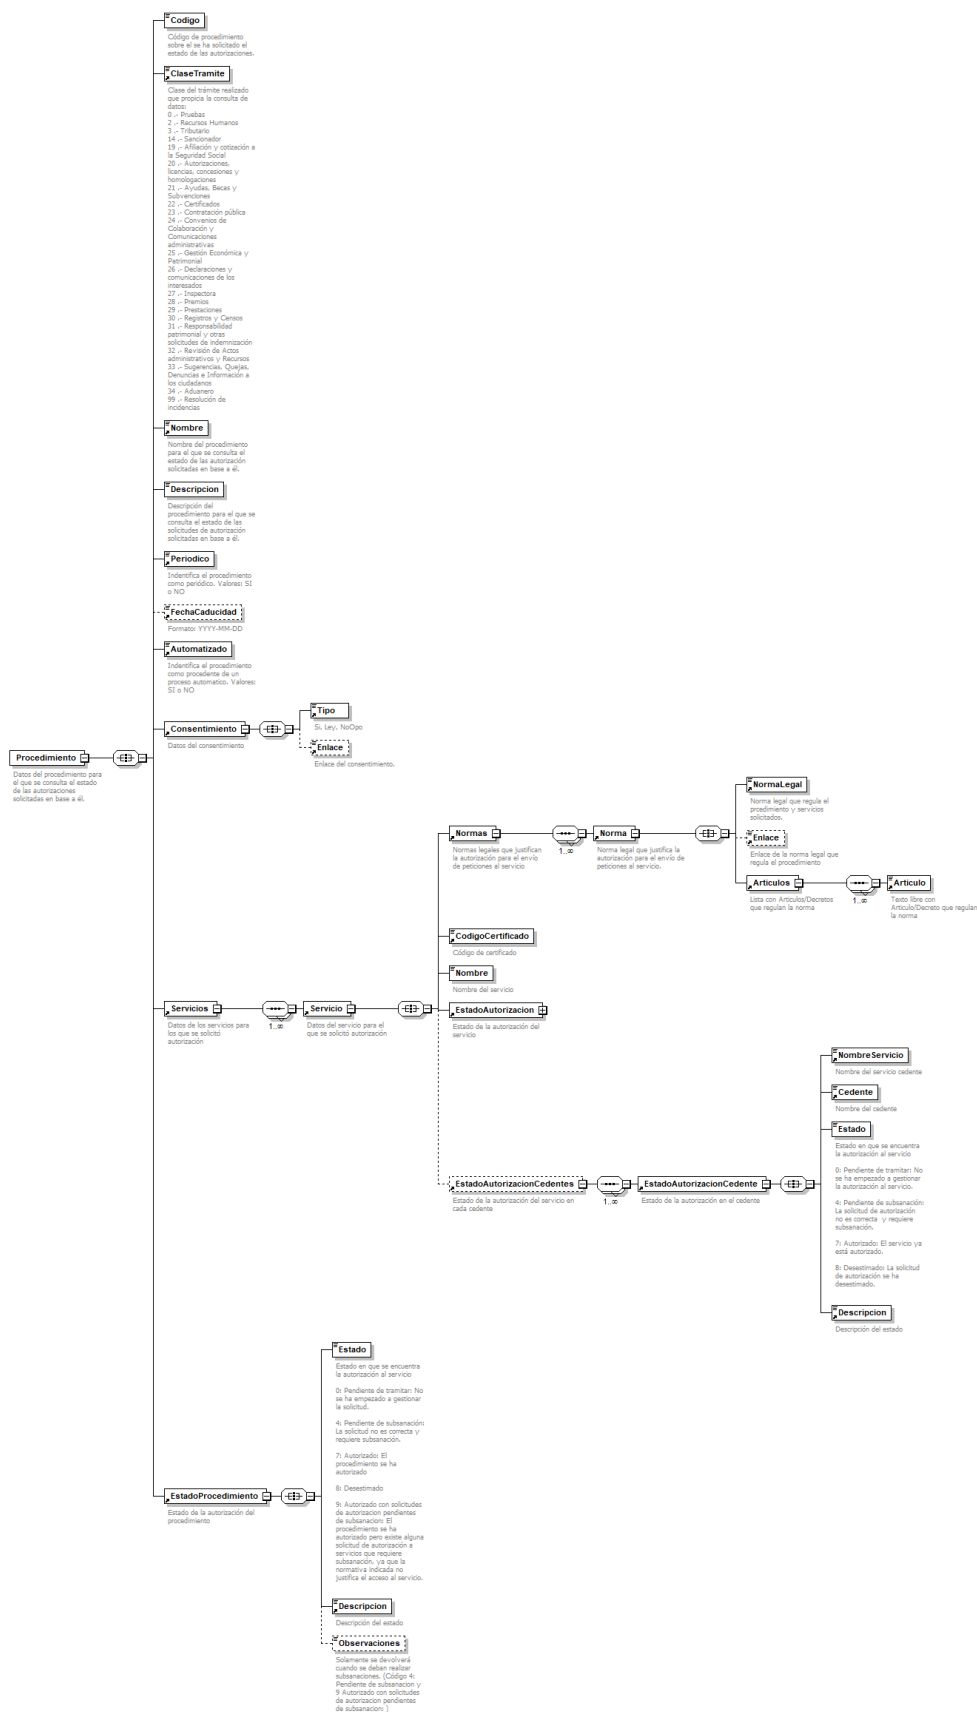 Codigo
Código de procedimiento
sobre el se ha solicitado el
estado de las autorizaciones.
ClaseTramite
Clase del trámite realizado
que propicia la consulta de
datos:
0 .- Pruebas
2 .- Recursos Humanos
3 .- Tributario
14 .- Sancionador
19 .- Afiliación y cotización a
la Seguridad Social
20 .- Autorizaciones,
licencias, concesiones y
homologaciones
21 .- Ayudas, Becas y
Subvenciones
22 .- Certificados
23 .- Contratación pública
24 .- Convenios de
Colaboración y
Comunicaciones
administrativas
25 .- Gestión Económica y
Patrimonial
26 .- Declaraciones y
comunicaciones de los
interesados
27 .- Inspectora
28 .- Premios
29 .- Prestaciones
30 .- Registros y Censos
31 .- Responsabilidad
patrimonial y otras
solicitudes de indemnización
32 .- Revisión de Actos
administrativos y Recursos
33 .- Sugerencias, Quejas,
Denuncias e Información a
los ciudadanos
34 .- Aduanero
99 .- Resolución de
incidencias
Nombre
Nombre del procedimiento
para el que se consulta el
estado de las autorización
solicitadas en base a él.
Descripcion
Descripción del
procedimiento para el que se
consulta el estado de las
solicitudes de autorización
solicitadas en base a él.
Periodico
Indentifica el procedimiento
como periódico. Valores: SI
o NO
FechaCaducidad
Formato: YYYY-MM-DD
Automatizado
Indentifica el procedimiento
como procedente de un
proceso automatico. Valores:
SI o NO
Consentimiento
Datos del consentimiento
Tipo
Si, Ley, NoOpo
Enlace
Enlace del consentimiento.
Procedimiento
Datos del procedimiento para
el que se consulta el estado
de las autorizaciones
solicitadas en base a él.
Servicios
Datos de los servicios para
los que se solicitó
autorización
1..∞
Servicio
Datos del servicio para el
que se solicitó autorización
Normas
Normas legales que justifican
la autorización para el envío
de peticiones al servicio
1..∞
Norma
Norma legal que justifica la
autorización para el envío de
peticiones al servicio.
NormaLegal
Norma legal que regula el
prcedimiento y servicios
solicitados.
Enlace
Enlace de la norma legal que
regula el procedimiento
Articulos
Lista con Articulos/Decretos
que regulan la norma
1..∞
Articulo
Texto libre con
Articulo/Decreto que regulan
la norma
CodigoCertificado
Código de certificado
Nombre
Nombre del servicio
EstadoAutorizacion
Estado de la autorización del
servicio
EstadoAutorizacionCedentes
Estado de la autorización del servicio en
cada cedente
1..∞
EstadoAutorizacionCedente
Estado de la autorización en el cedente
NombreServicio
Nombre del servicio cedente
Cedente
Nombre del cedente
Estado
Estado en que se encuentra
la autorización al servicio
0: Pendiente de tramitar: No
se ha empezado a gestionar
la autorización al servicio.
4: Pendiente de subsanación:
La solicitud de autorización
no es correcta  y requiere
subsanación.
7: Autorizado: El servicio ya
está autorizado.
8: Desestimado: La solicitud
de autorización se ha
desestimado.
Descripcion
Descripción del estado
EstadoProcedimiento
Estado de la autorización del
procedimiento
Estado
Estado en que se encuentra
la autorización al servicio
0: Pendiente de tramitar: No
se ha empezado a gestionar
la solicitud.
4: Pendiente de subsanación:
La solicitud no es correcta y
requiere subsanación.
7: Autorizado: El
procedimiento se ha
autorizado
8: Desestimado
9: Autorizado con solicitudes
de autorizacion pendientes
de subsanacion: El
procedimiento se ha
autorizado pero existe alguna
solicitud de autorización a
servicios que requiere
subsanación, ya que la
normativa indicada no
justifica el acceso al servicio.
Descripcion
Descripción del estado
Observaciones
Solamente se devolverá
cuando se deban realizar
subsanaciones. (Código 4:
Pendiente de subsanacion y
9 Autorizado con solicitudes
de autorizacion pendientes
de subsanacion: )